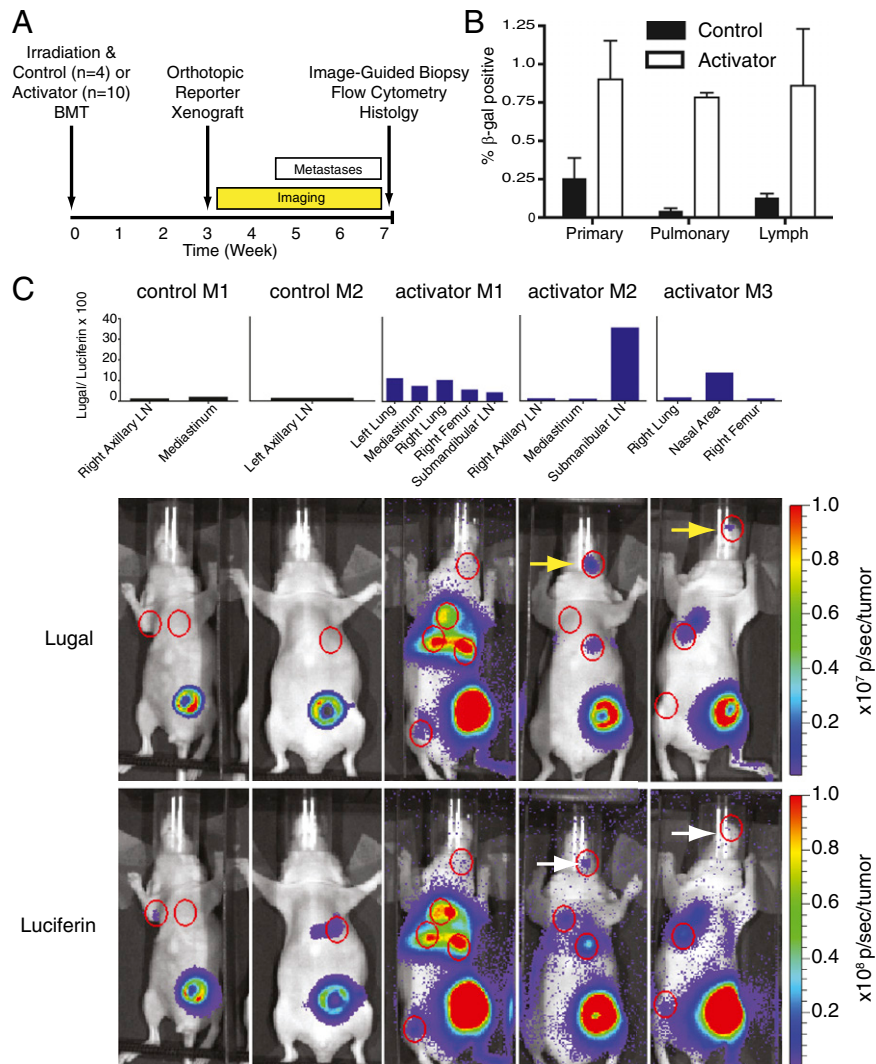 A
Irradiation &
Control (n=4) or
Activator (n=10)
BMT
Orthotopic
Reporter
Xenograft
Image-Guided Biopsy
Flow Cytometry
Histolgy
Metastases
Imaging
0 1 2 3 4 5 6 7
Time (Week)
B
Control
Activator
% β-gal positive
1.25
1.0
0.75
0.5
0.25
0
Primary Pulmonary Lymph
C
control M1 control M2 activator M1 activator M2 activator M3
Lugal/ Luciferin x 100
40
30
20
10
0
Right Axillary LN
Mediastinum
Left Axillary LN
Left Lung
Mediastinum
Right Lung
Right Femur
Submandibular LN
Right Axillary LN
Mediastinum
Submanibular LN
Right Lung
Nasal Area
Right Femur
Lugal
1.0
0.8
0.6
0.4
0.2
x10⁷ p/sec/tumor
Luciferin
1.0
0.8
0.6
0.4
0.2
x10⁸ p/sec/tumor